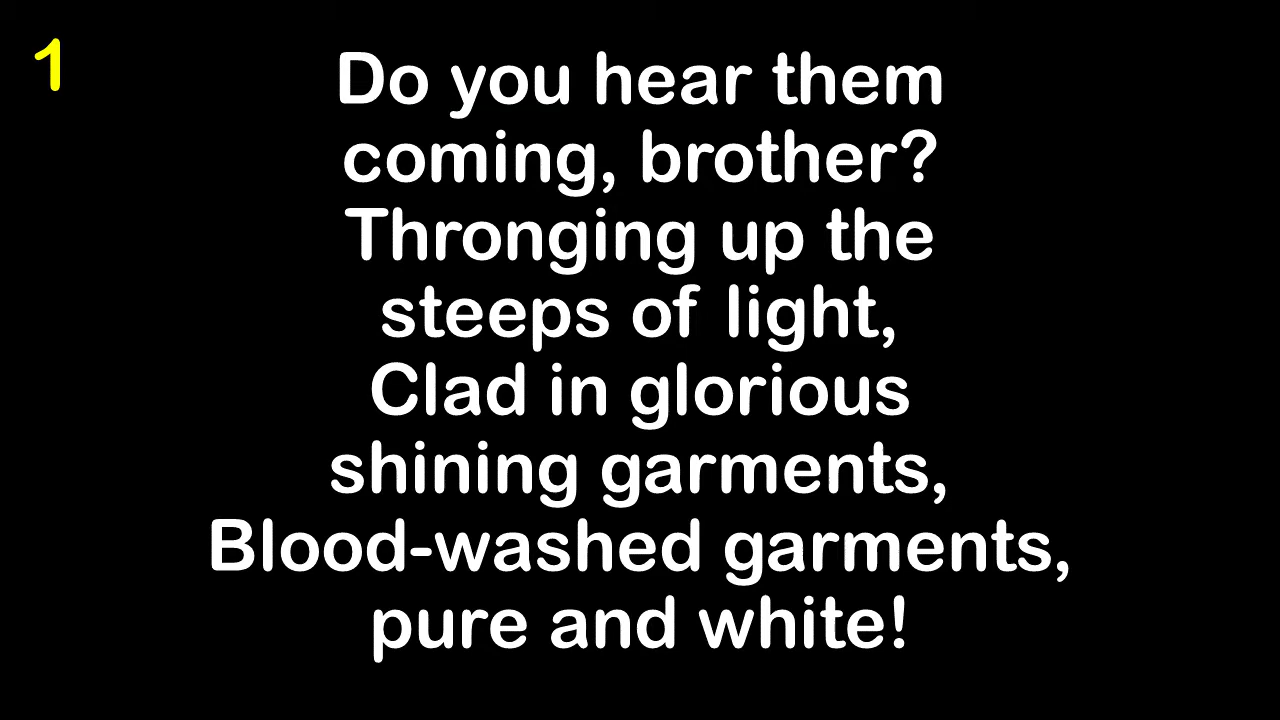 1
Do you hear them
coming, brother?
Thronging up the
steeps of light,
Clad in glorious
shining garments,
Blood-washed garments,
pure and white!